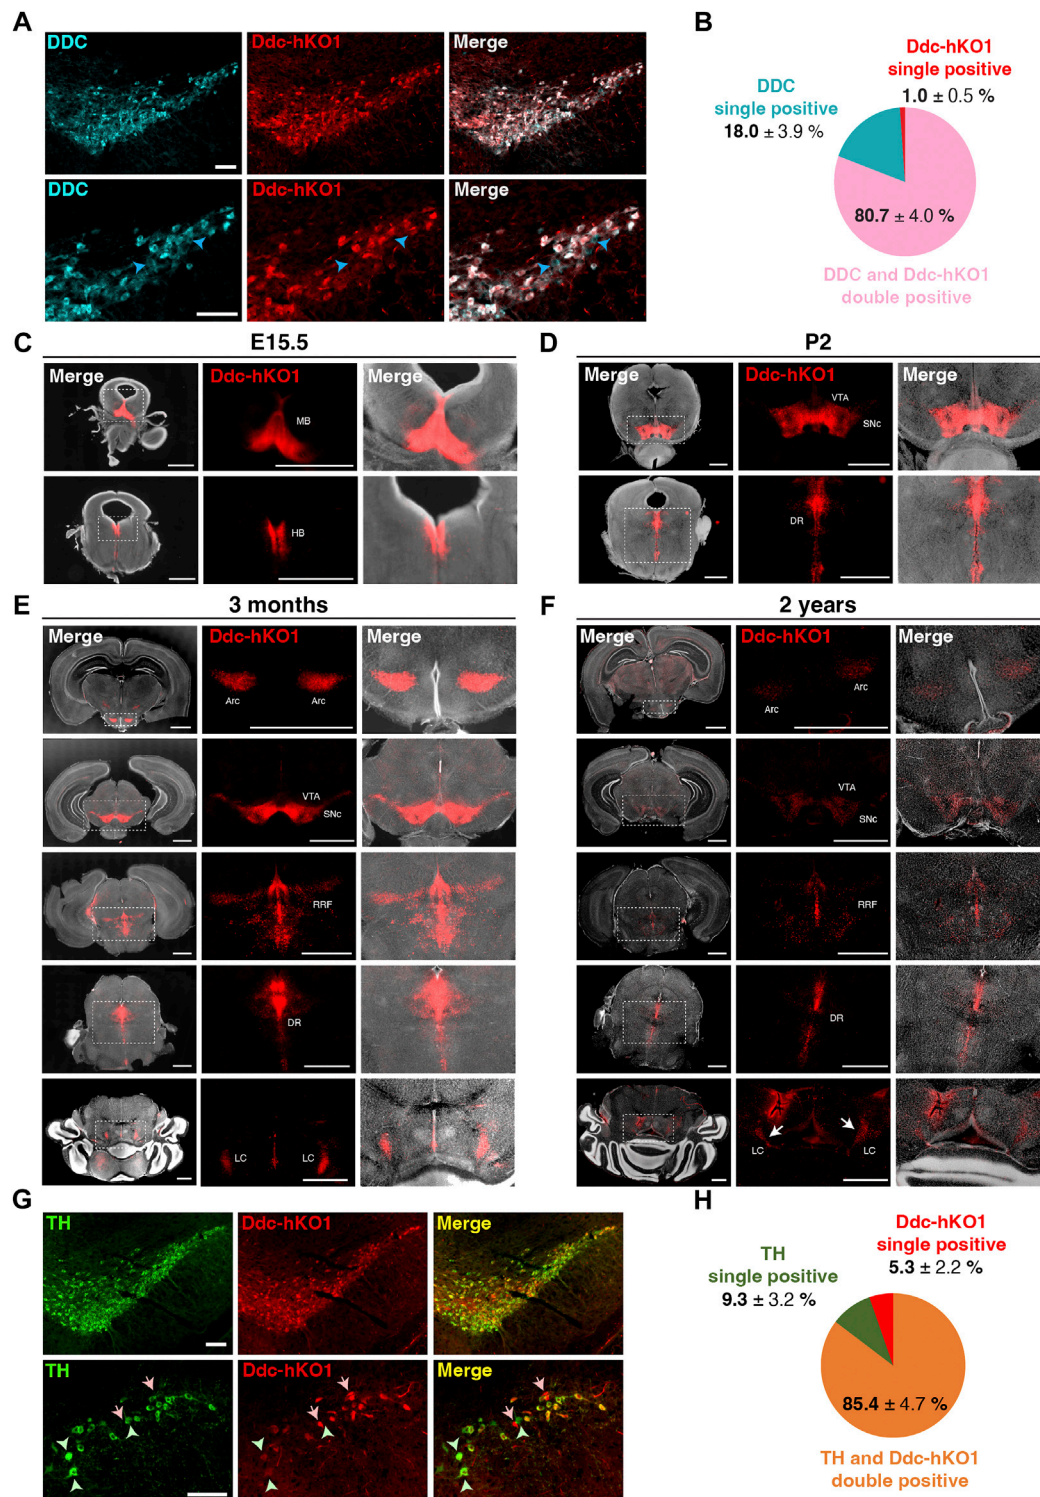 A
DDC
Ddc-hKO1
Merge
DDC
Ddc-hKO1
Merge
B
Ddc-hKO1
single positive
1.0 ± 0.5 %
DDC
single positive
18.0 ± 3.9 %
80.7 ± 4.0 %
DDC and Ddc-hKO1
double positive
C
E15.5
Merge
Ddc-hKO1
Merge
MB
HB
D
P2
Merge
Ddc-hKO1
Merge
VTA
SNc
DR
E
3 months
Merge
Ddc-hKO1
Merge
Arc
Arc
VTA
SNc
RRF
DR
LC
LC
F
2 years
Merge
Ddc-hKO1
Merge
Arc
Arc
VTA
SNc
RRF
DR
LC
LC
G
TH
Ddc-hKO1
Merge
TH
Ddc-hKO1
Merge
H
Ddc-hKO1
single positive
5.3 ± 2.2 %
TH
single positive
9.3 ± 3.2 %
85.4 ± 4.7 %
TH and Ddc-hKO1
double positive